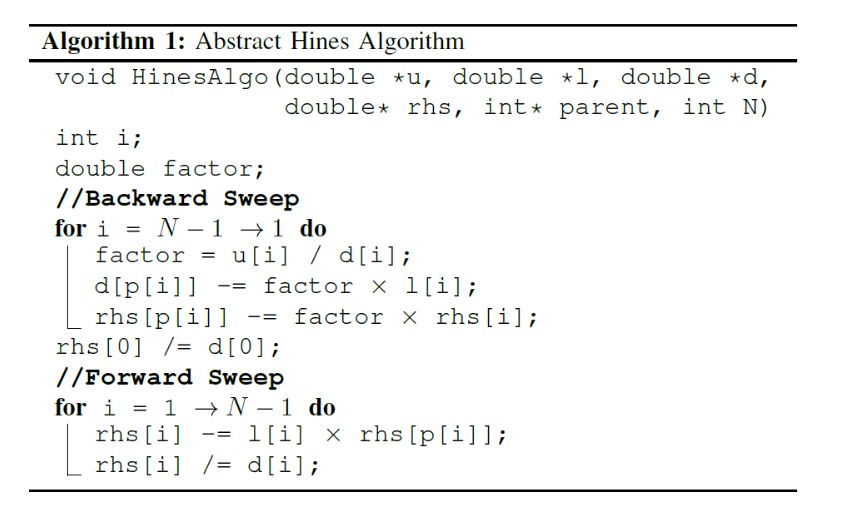 Algorithm 1: Abstract Hines Algorithm
void HinesAlgo(double *u, double *l, double *d,
double* rhs, int* parent, int N)
int i;
double factor;
//Backward Sweep
for i = N − 1 → 1 do
factor = u[i] / d[i];
d[p[i]] -= factor × l[i];
rhs[p[i]] -= factor × rhs[i];
rhs[0] /= d[0];
//Forward Sweep
for i = 1 → N − 1 do
rhs[i] -= l[i] × rhs[p[i]];
rhs[i] /= d[i];